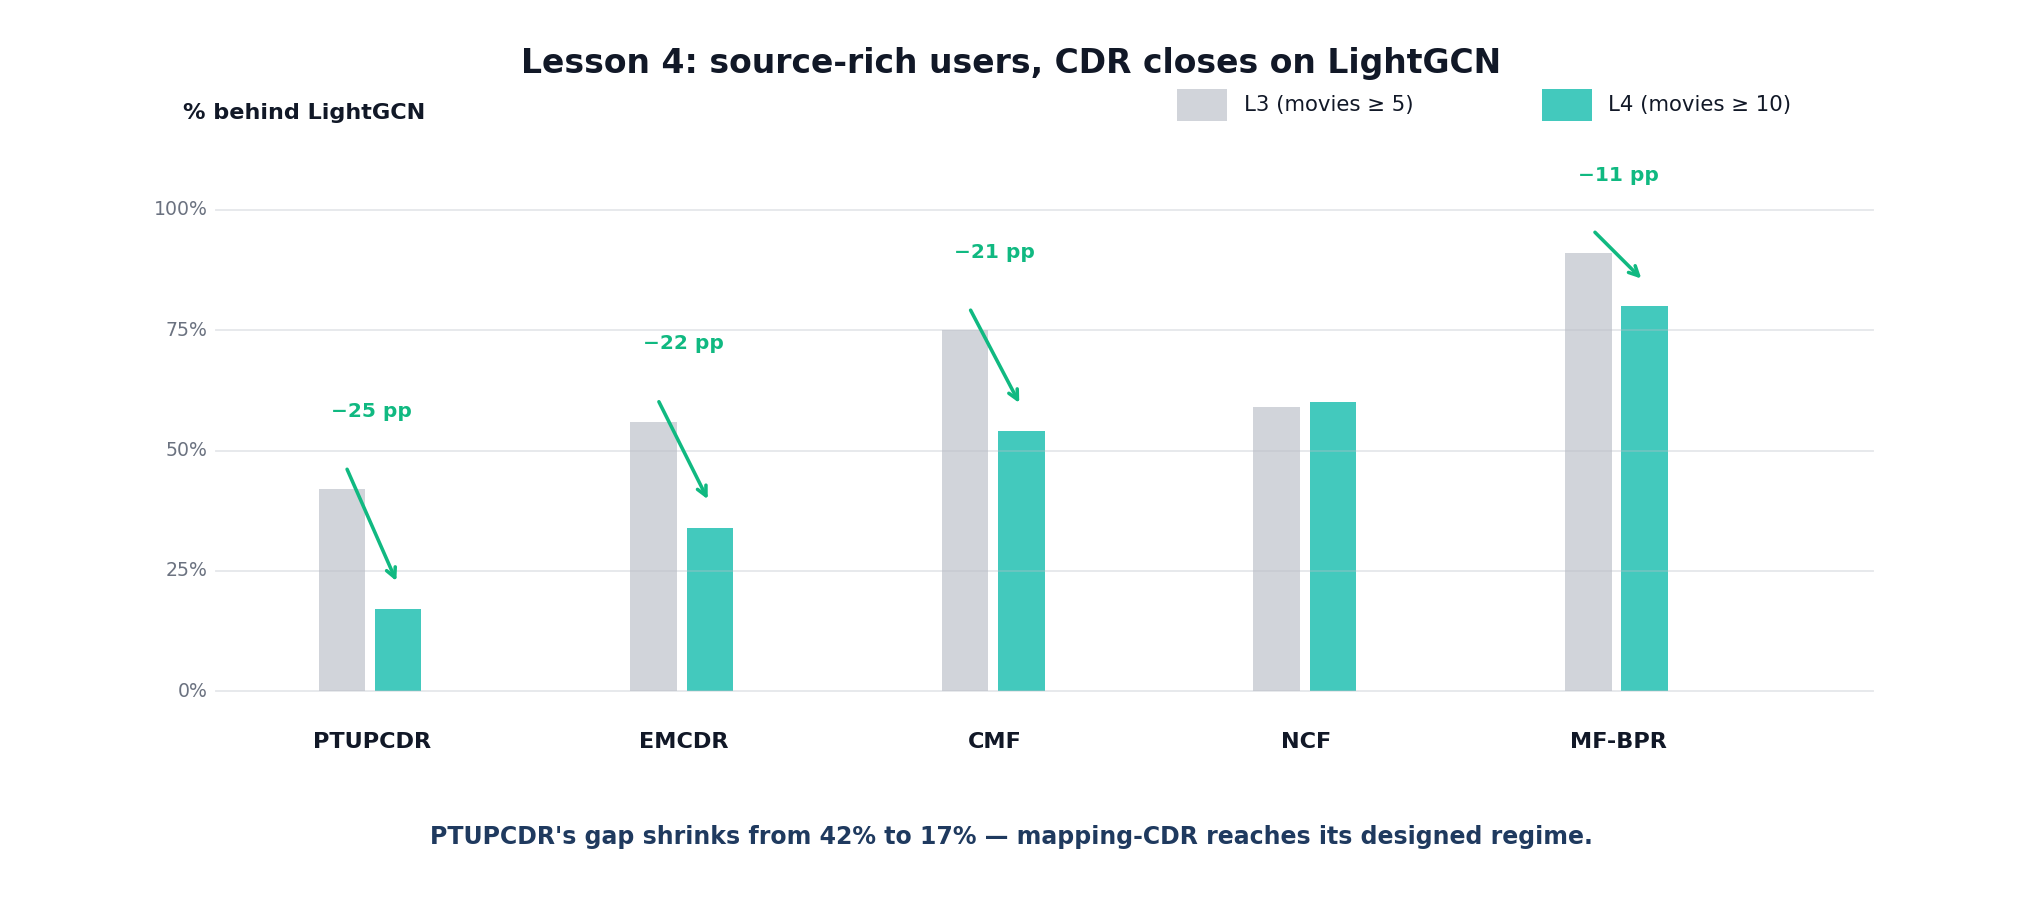 Lesson 4: source-rich users, CDR closes on LightGCN
% behind LightGCN
L3 (movies ≥ 5)
L4 (movies ≥ 10)
−11 pp
100%
−21 pp
75%
−22 pp
−25 pp
50%
25%
0%
PTUPCDR
EMCDR
CMF
NCF
MF-BPR
PTUPCDR's gap shrinks from 42% to 17% — mapping-CDR reaches its designed regime.